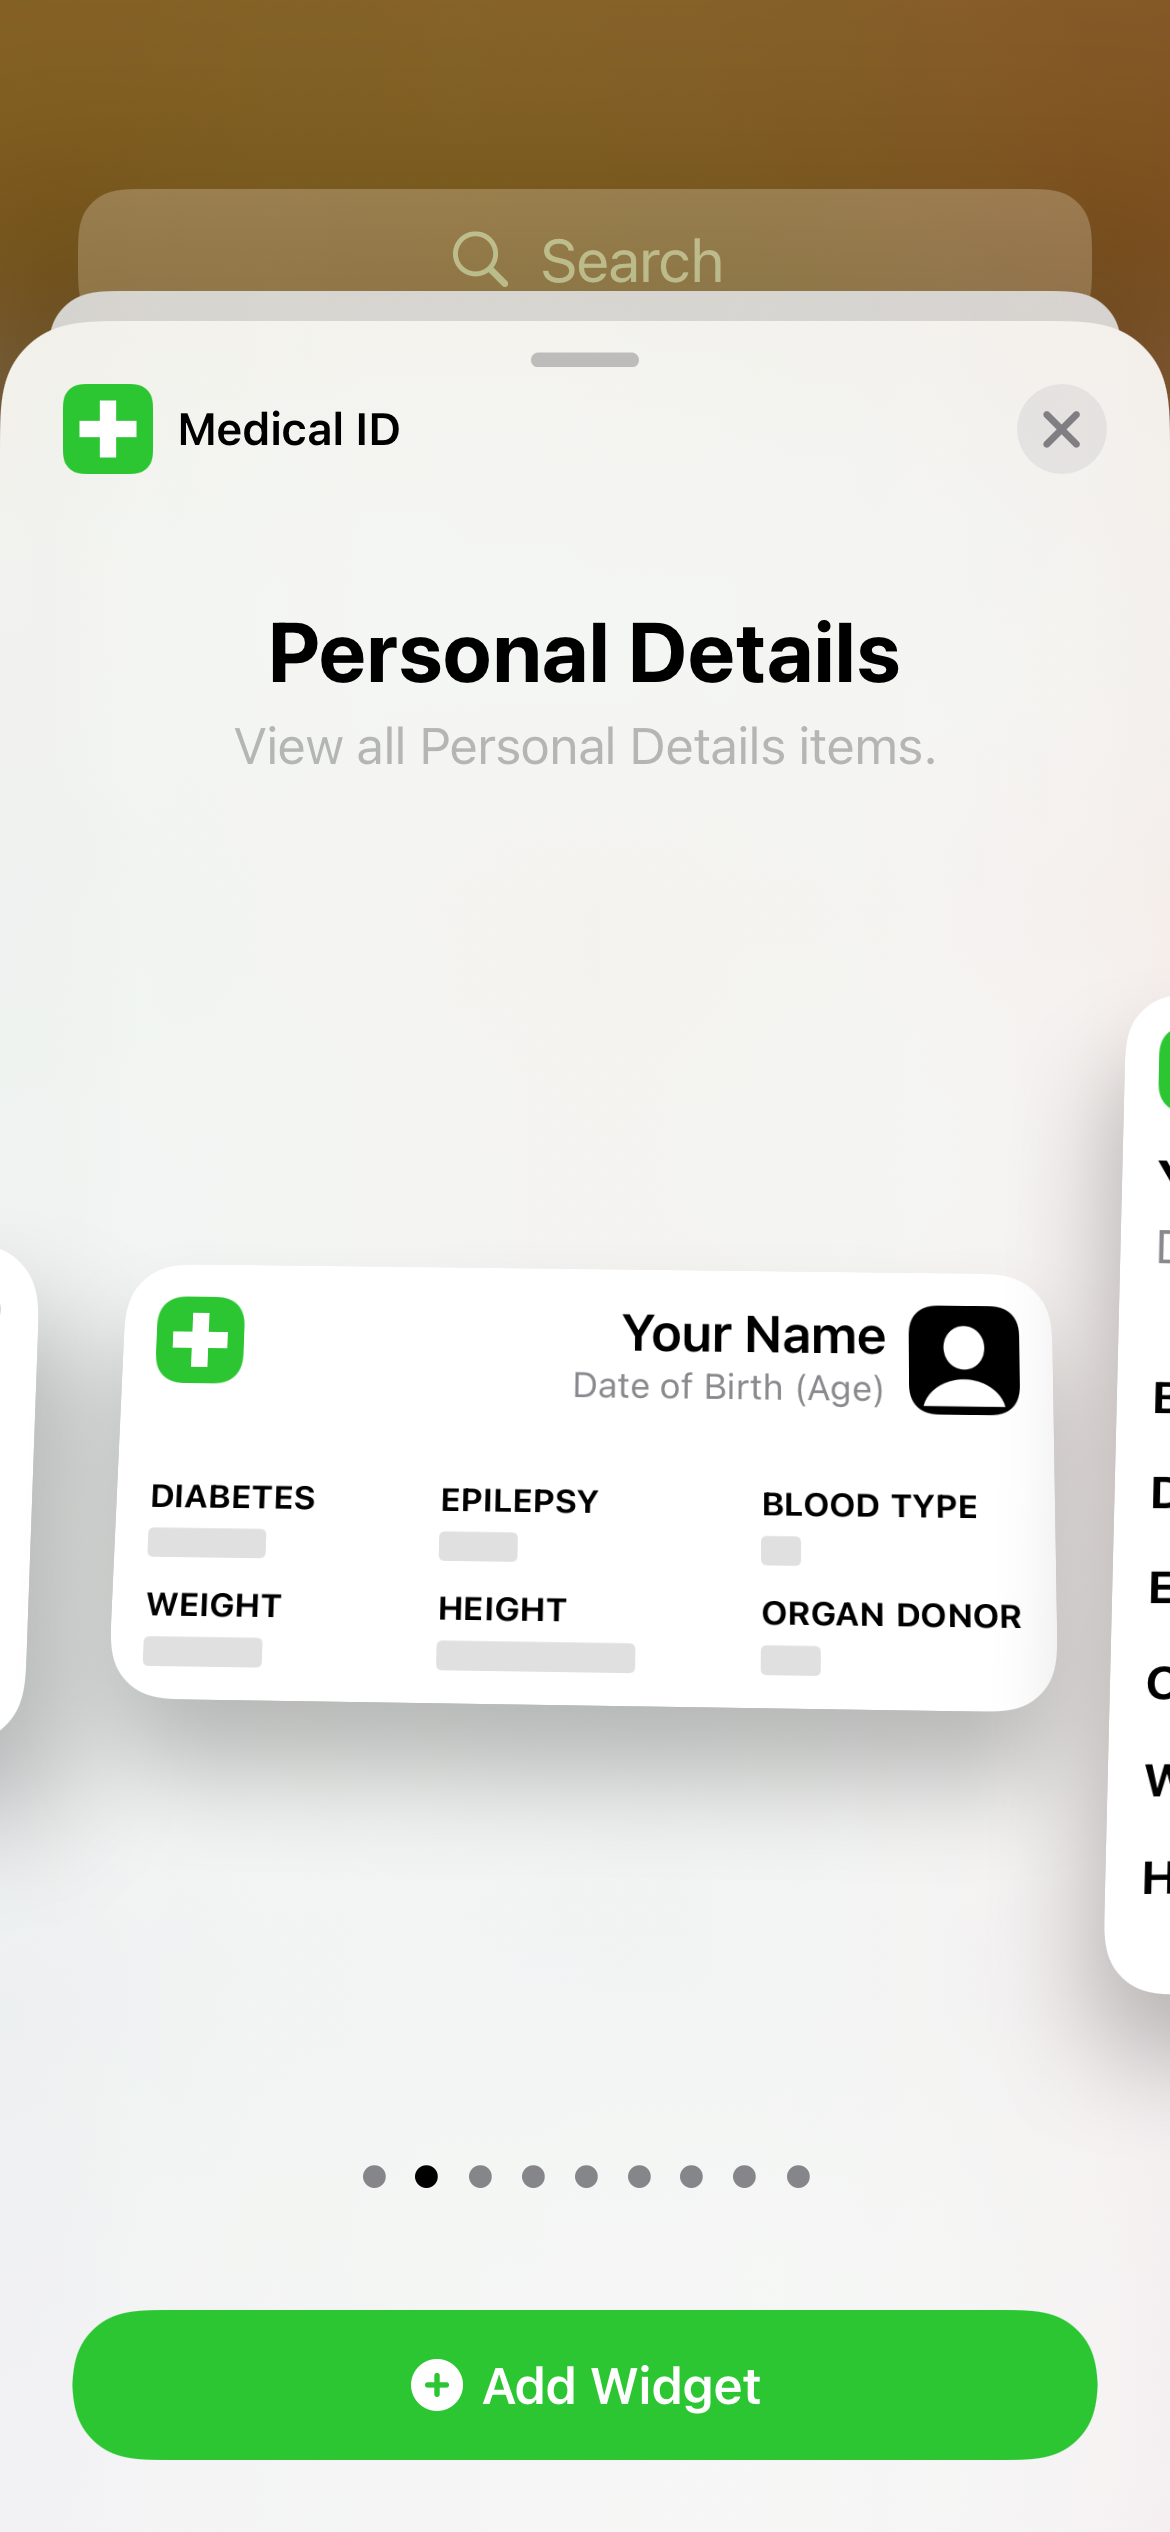 Search
Medical ID
Personal Details
View all Personal Details items.
Your Name
Date of Birth (Age)
DIABETES EPILEPSY BLOOD TYPE
WEIGHT HEIGHT ORGAN DONOR
Add Widget